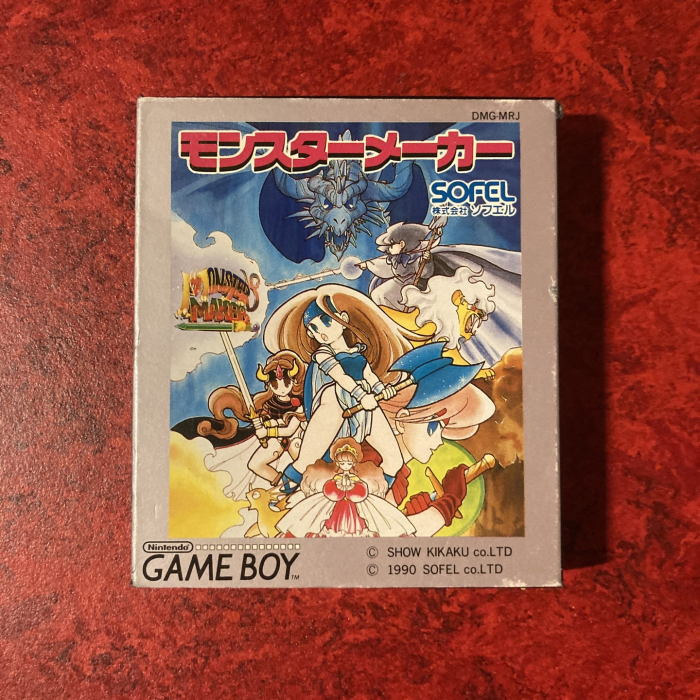 DMG-MRJ
モンスターメーカー
SOFEL
株式会社 ソフエル
MONSTER
MAKER
Nintendo
GAME BOY™
© SHOW KIKAKU co.LTD
© 1990 SOFEL co.LTD